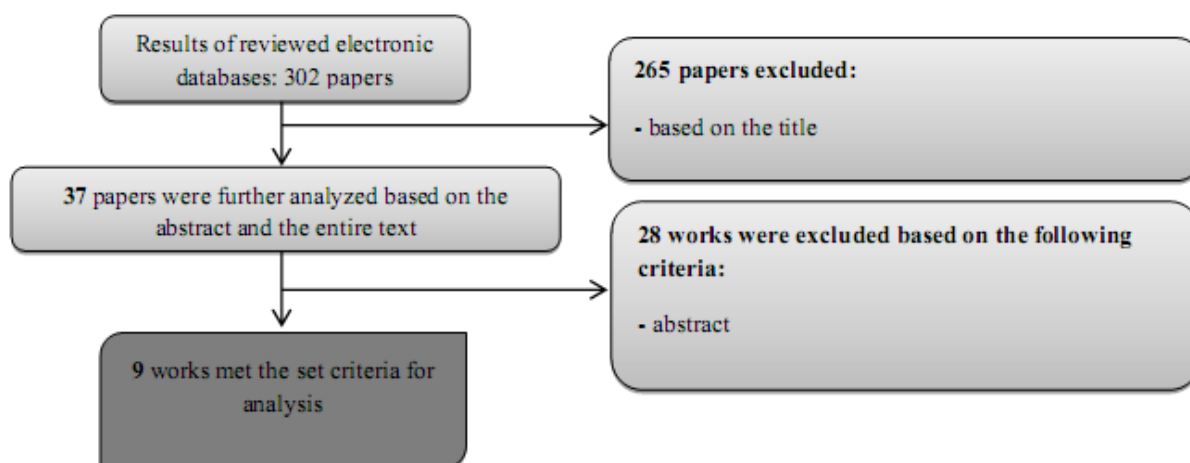 Results of reviewed electronic
databases: 302 papers
265 papers excluded:
- based on the title
37 papers were further analyzed based on the
abstract and the entire text
28 works were excluded based on the following
criteria:
- abstract
9 works met the set criteria for
analysis